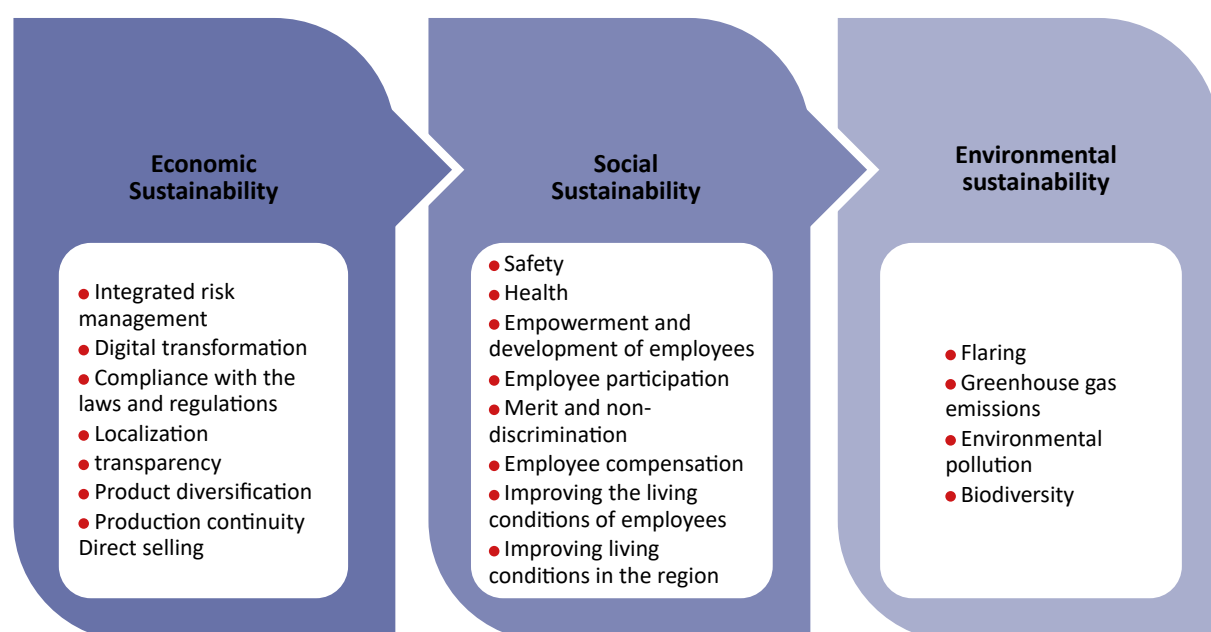 Economic
Sustainability
● Integrated risk
management
● Digital transformation
● Compliance with the
laws and regulations
● Localization
● transparency
● Product diversification
● Production continuity
Direct selling
Social
Sustainability
● Safety
● Health
● Empowerment and
development of employees
● Employee participation
● Merit and non-
discrimination
● Employee compensation
● Improving the living
conditions of employees
● Improving living
conditions in the region
Environmental
sustainability
● Flaring
● Greenhouse gas
emissions
● Environmental
pollution
● Biodiversity